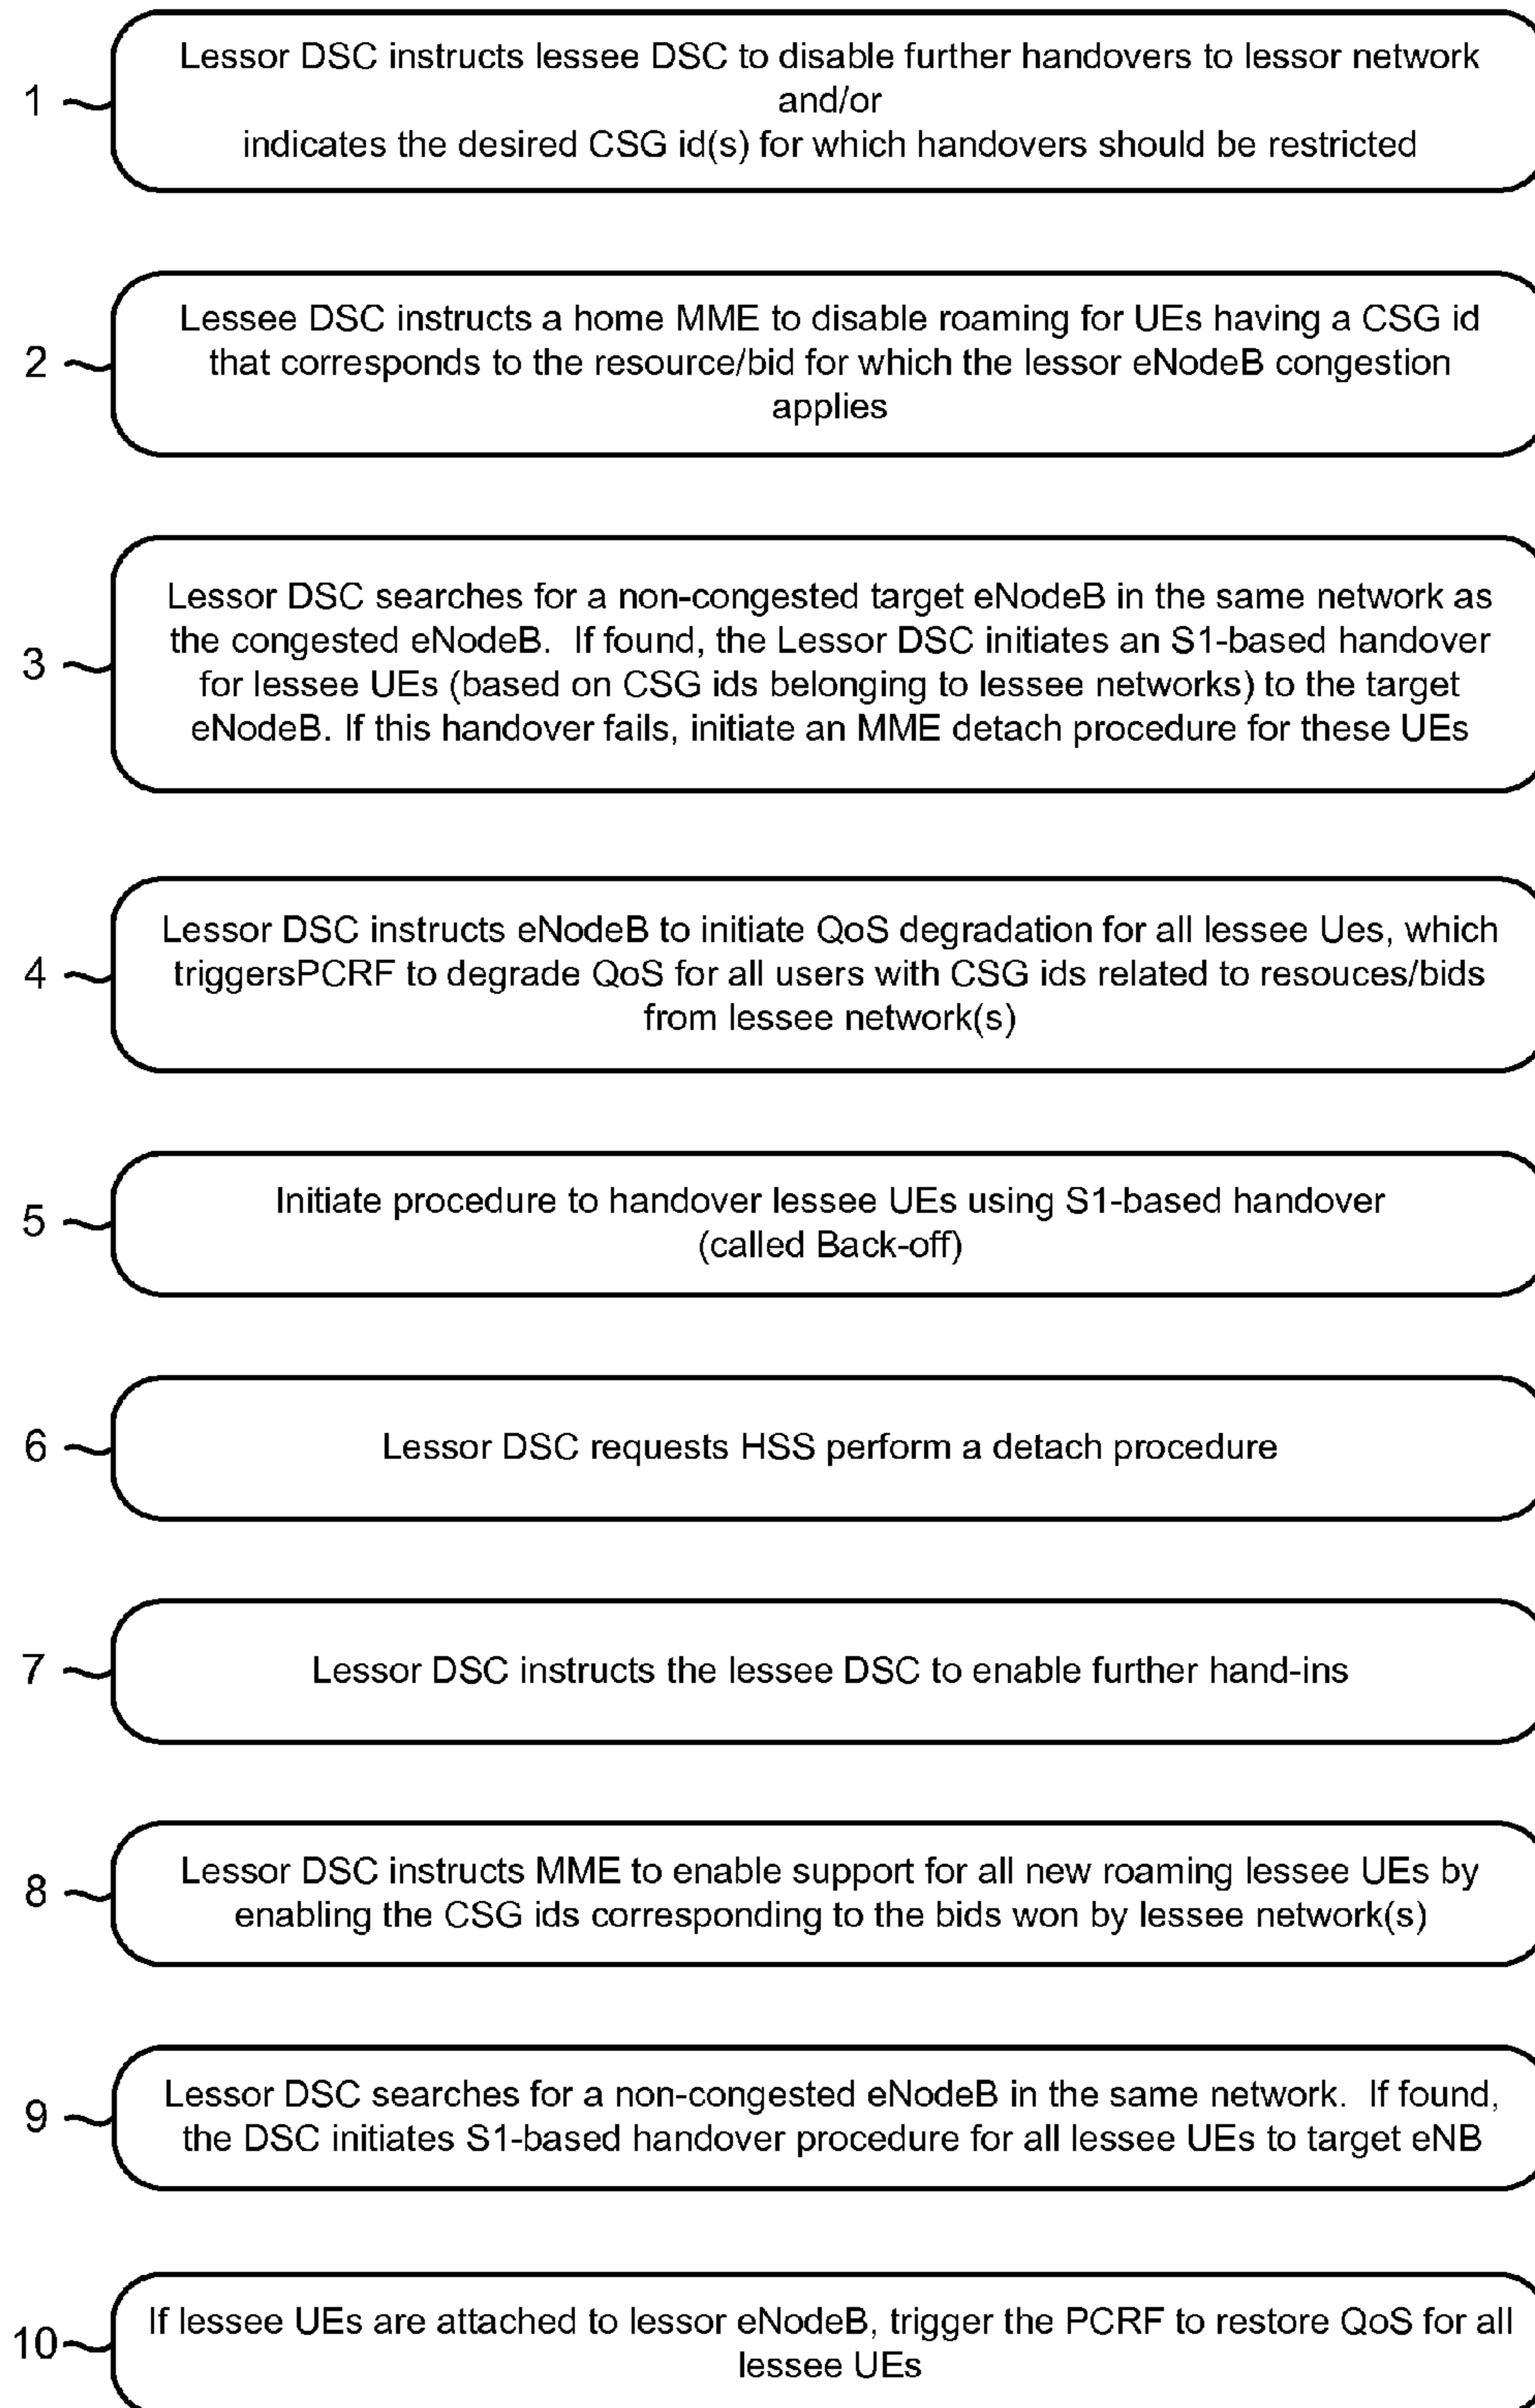 Lessor DSC instructs lessee DSC to disable further handovers to lessor network
and/or
1
indicates the desired CSG id(s) for which handovers should be restricted
Lessee DSC instructs a home MME to disable roaming for UEs having a CSG id
2
that corresponds to the resource/bid for which the lessor eNodeB congestion
applies
Lessor DSC searches for a non-congested target eNodeB in the same network as
the congested eNodeB. If found, the Lessor DSC initiates an S1-based handover
3
for lessee UEs (based on CSG ids belonging to lessee networks) to the target
eNodeB. If this handover fails, initiate an MME detach procedure for these UEs
Lessor DSC instructs eNodeB to initiate QoS degradation for all lessee Ues, which
4
triggersPCRF to degrade QoS for all users with CSG ids related to resouces/bids
from lessee network(s)
5
Initiate procedure to handover lessee UEs using S1-based handover
(called Back-off)
6
Lessor DSC requests HSS perform a detach procedure
7
Lessor DSC instructs the lessee DSC to enable further hand-ins
8
Lessor DSC instructs MME to enable support for all new roaming lessee UEs by
enabling the CSG ids corresponding to the bids won by lessee network(s)
9
Lessor DSC searches for a non-congested eNodeB in the same network. If found,
the DSC initiates S1-based handover procedure for all lessee UEs to target eNB
10
If lessee UEs are attached to lessor eNodeB, trigger the PCRF to restore QoS for all
lessee UEs